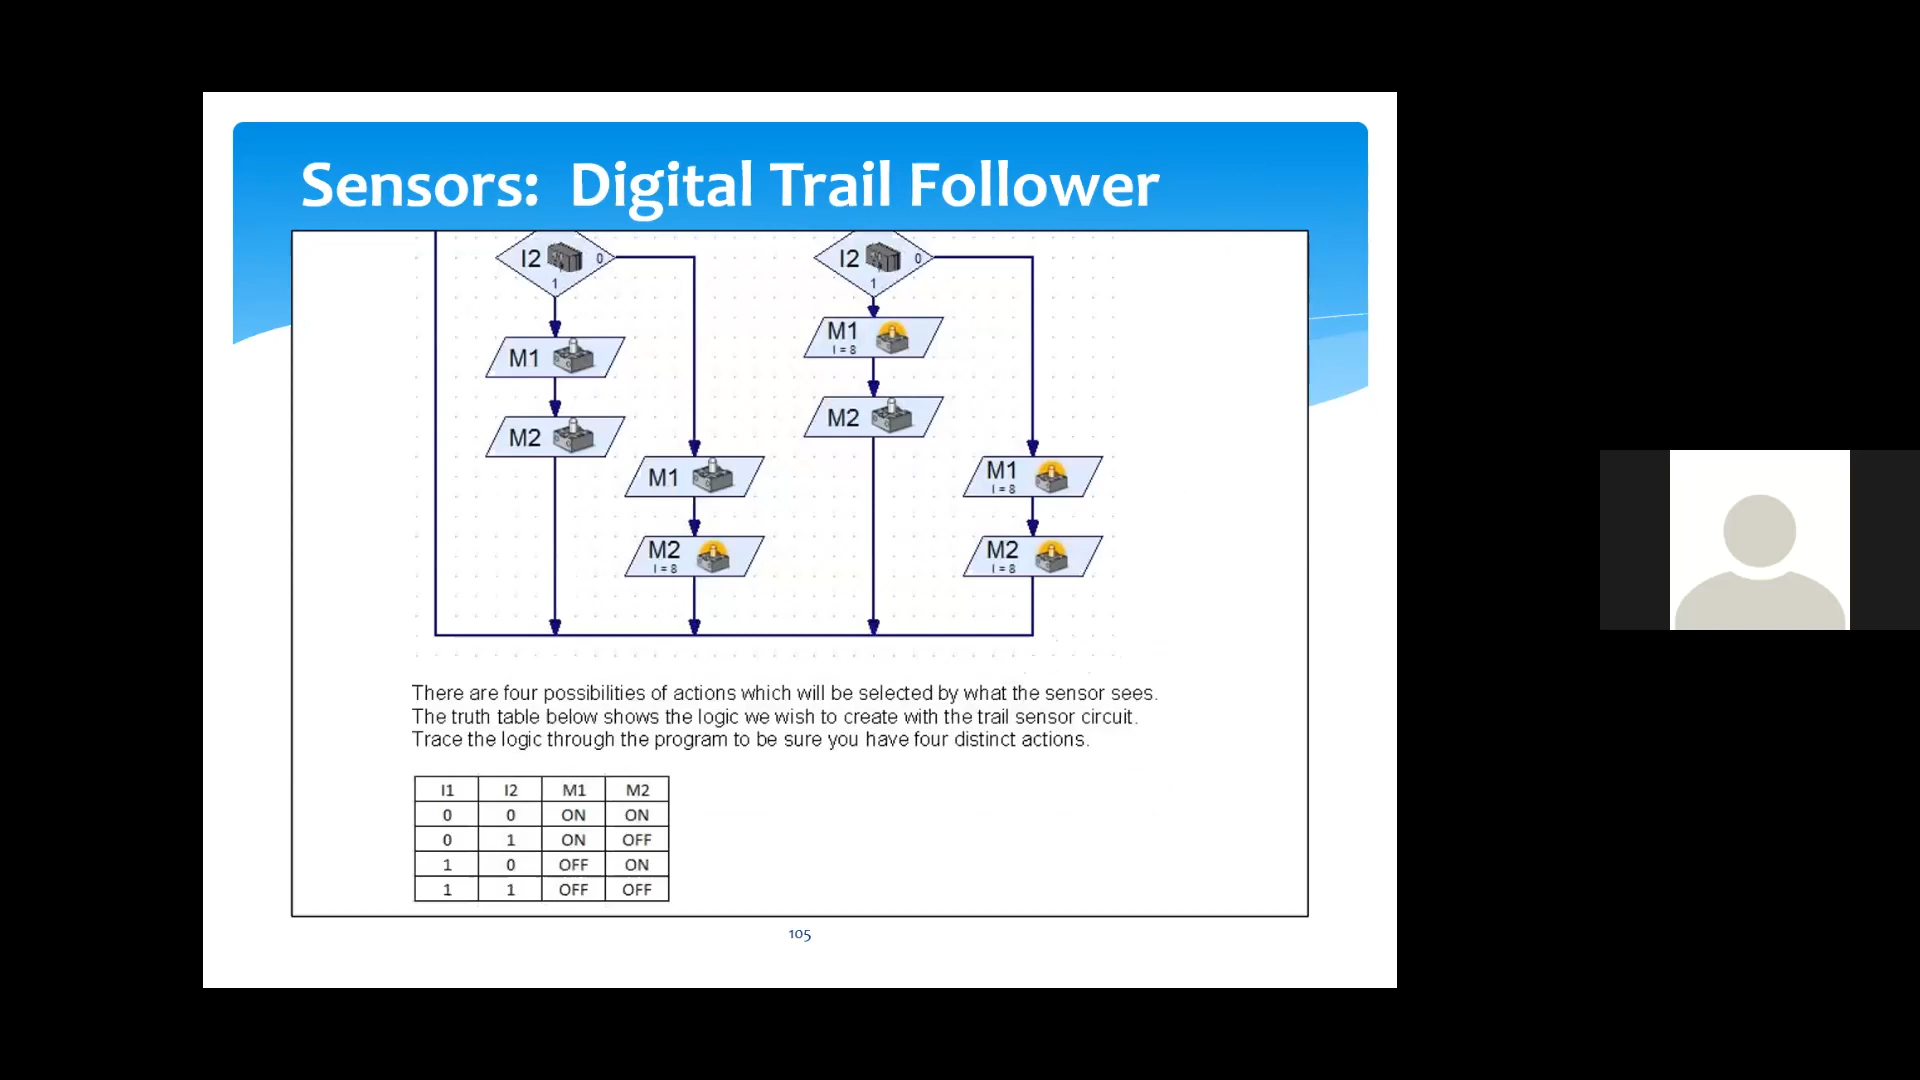 Sensors: Digital Trail Follower
I2 0
1
I2 0
1
M1
M1
I = 8
M2
M2
M1
M1
I = 8
M2
I = 8
M2
I = 8
There are four possibilities of actions which will be selected by what the sensor sees.
The truth table below shows the logic we wish to create with the trail sensor circuit.
Trace the logic through the program to be sure you have four distinct actions.
I1 I2 M1 M2
0 0 ON ON
0 1 ON OFF
1 0 OFF ON
1 1 OFF OFF
105